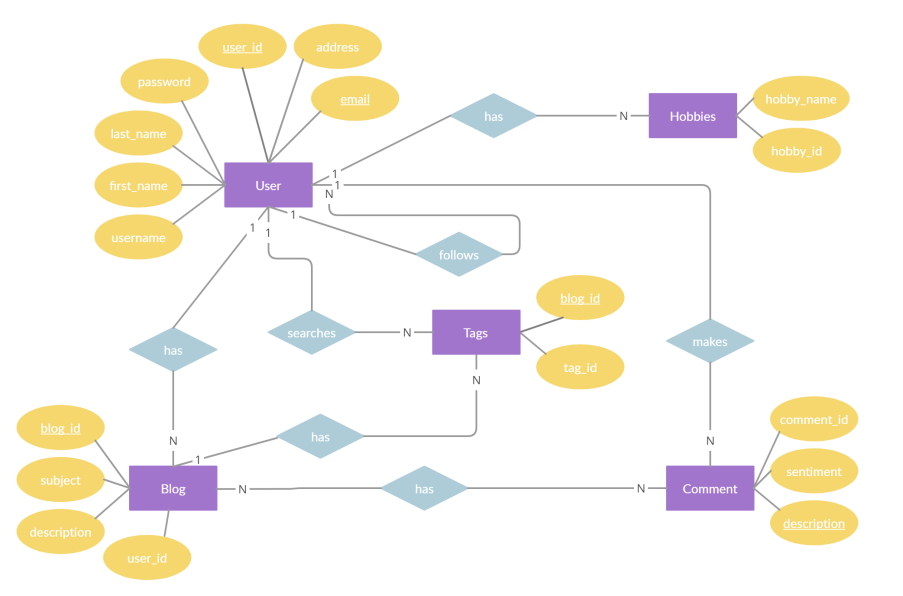 user_id
address
password
email
hobby_name
last_name
has
N
Hobbies
hobby_id
1
first_name
User
1
N
username
1
1
1
follows
blog_id
has
searches
N
Tags
makes
tag_id
N
blog_id
comment_id
N
has
N
1
sentiment
subject
Blog
N
has
N
Comment
description
description
user_id